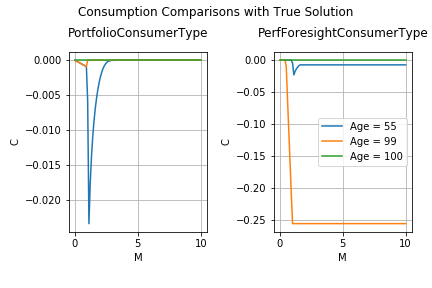 Consumption Comparisons with True Solution
PortfolioConsumerType
0.000
−0.005
−0.010
−0.015
−0.020
C
0
5
10
M
PerfForesightConsumerType
0.00
−0.05
−0.10
−0.15
−0.20
−0.25
C
0
5
10
M
Age = 55
Age = 99
Age = 100